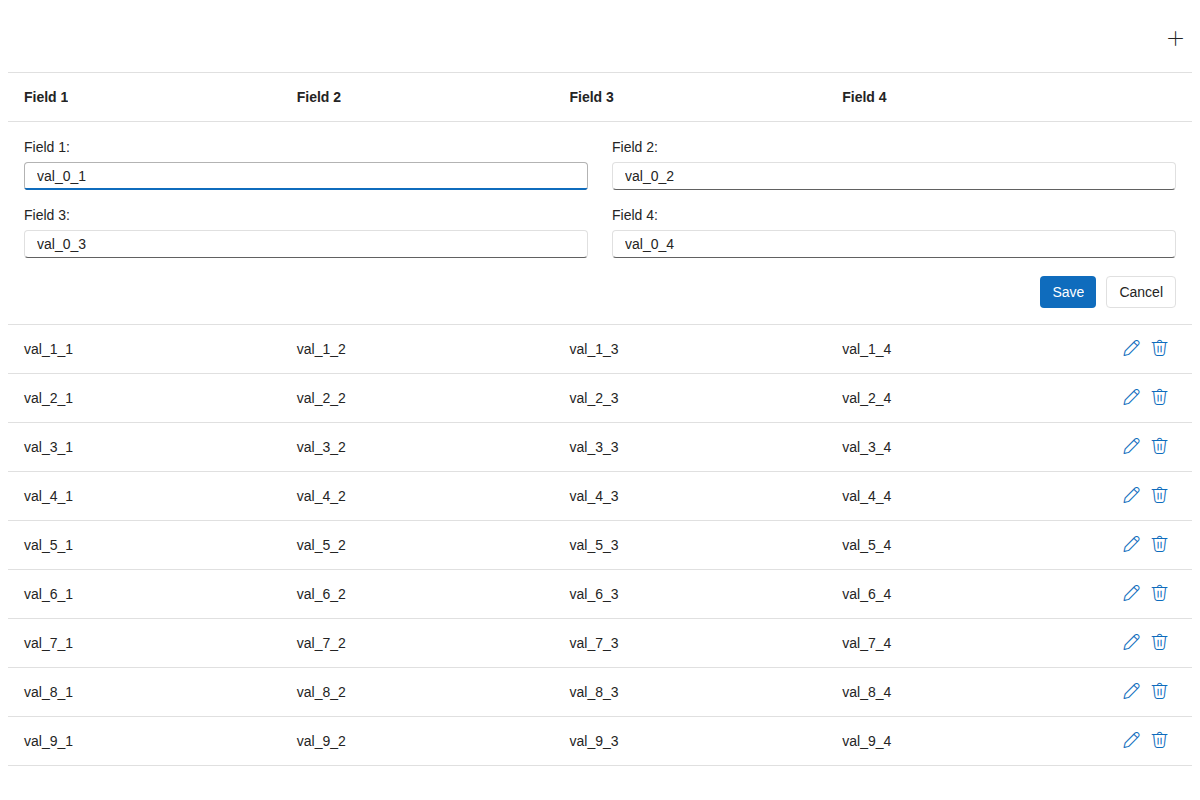 Field 1 Field 2 Field 3 Field 4
Field 1: Field 2:
val_0_1 val_0_2
Field 3: Field 4:
val_0_3 val_0_4
Save Cancel
val_1_1 val_1_2 val_1_3 val_1_4
val_2_1 val_2_2 val_2_3 val_2_4
val_3_1 val_3_2 val_3_3 val_3_4
val_4_1 val_4_2 val_4_3 val_4_4
val_5_1 val_5_2 val_5_3 val_5_4
val_6_1 val_6_2 val_6_3 val_6_4
val_7_1 val_7_2 val_7_3 val_7_4
val_8_1 val_8_2 val_8_3 val_8_4
val_9_1 val_9_2 val_9_3 val_9_4